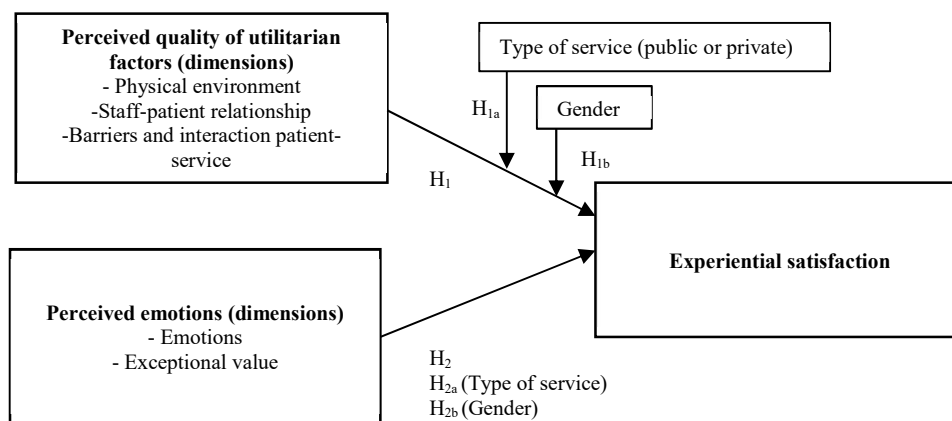 Perceived quality of utilitarian
factors (dimensions)
- Physical environment
-Staff-patient relationship
-Barriers and interaction patient-
service
Type of service (public or private)
H1a
Gender
H1b
H1
Experiential satisfaction
Perceived emotions (dimensions)
- Emotions
- Exceptional value
H2
H2a (Type of service)
H2b (Gender)